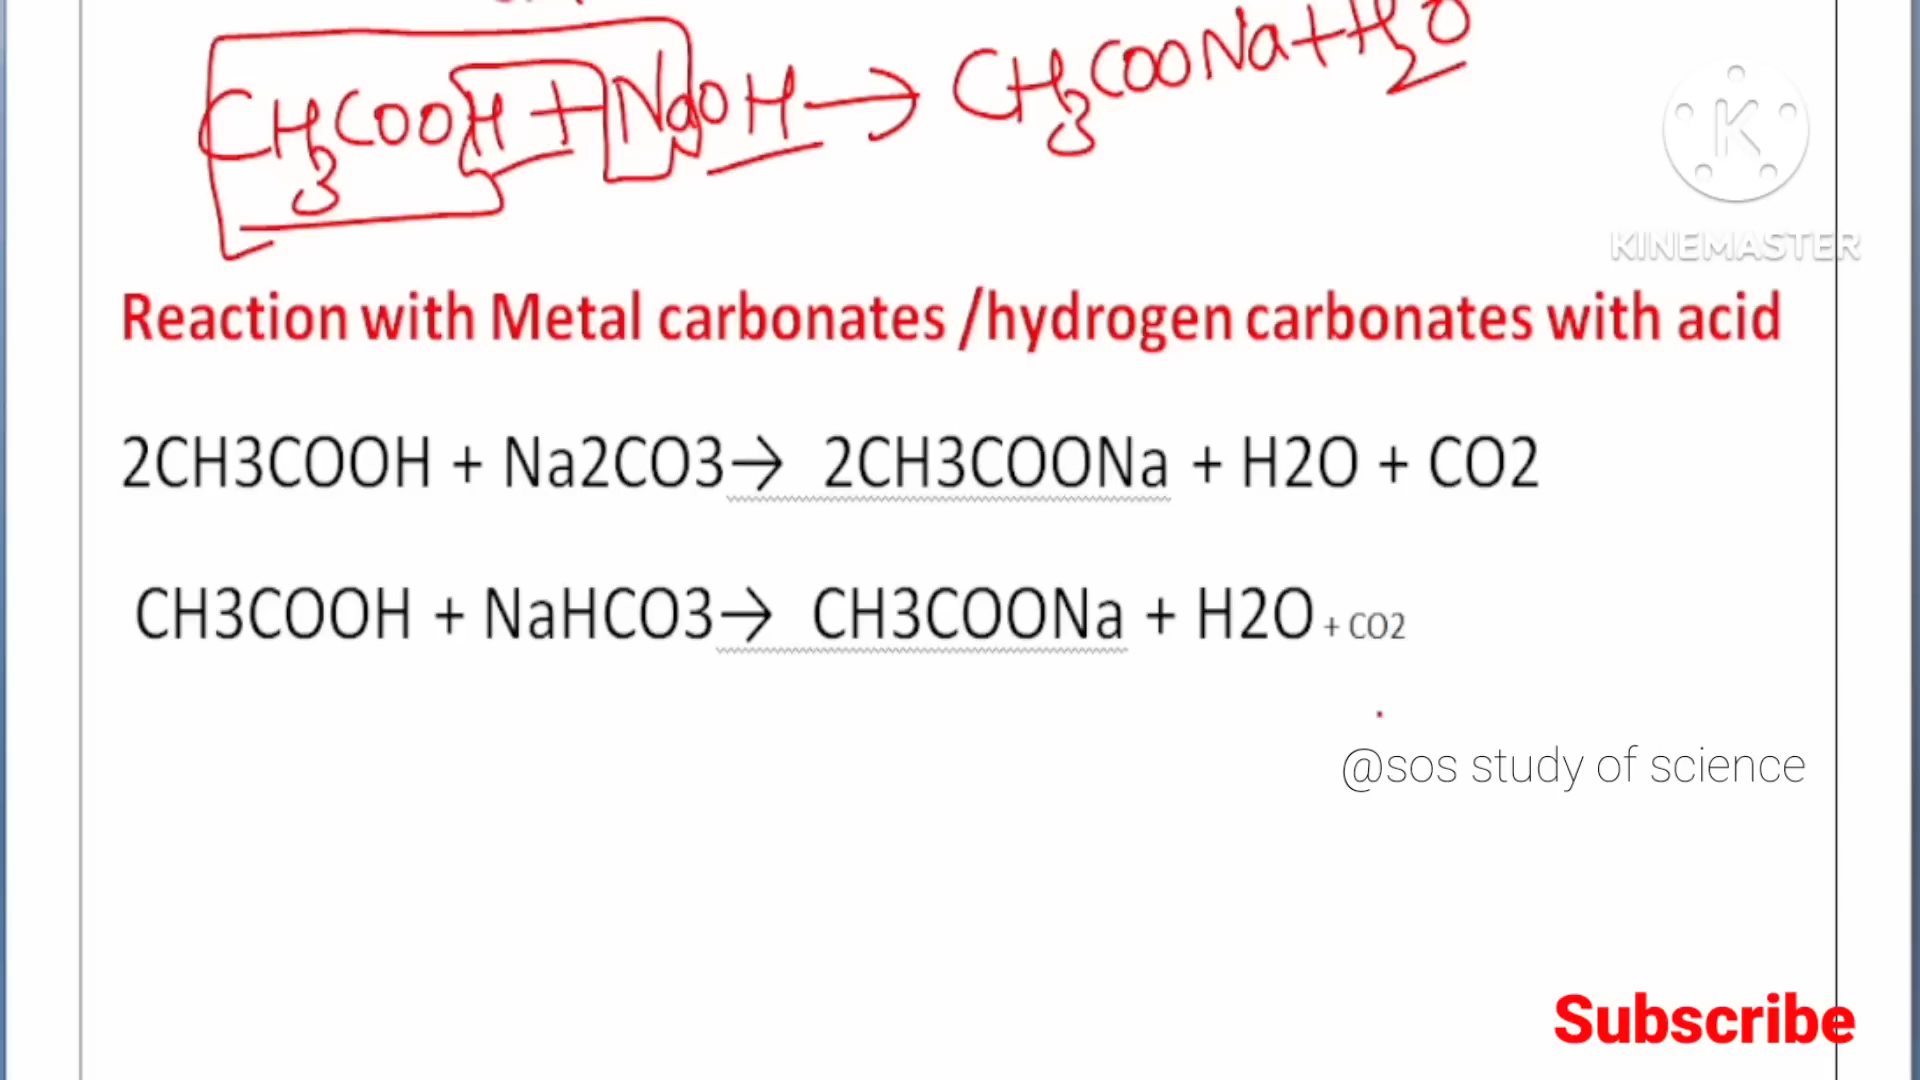 CH3COOH + NaOH → CH3COONa + H2O
K
KINEMASTER
Reaction with Metal carbonates /hydrogen carbonates with acid
2CH3COOH + Na2CO3→ 2CH3COONa + H2O + CO2
CH3COOH + NaHCO3→ CH3COONa + H2O + CO2
@sos study of science
Subscribe